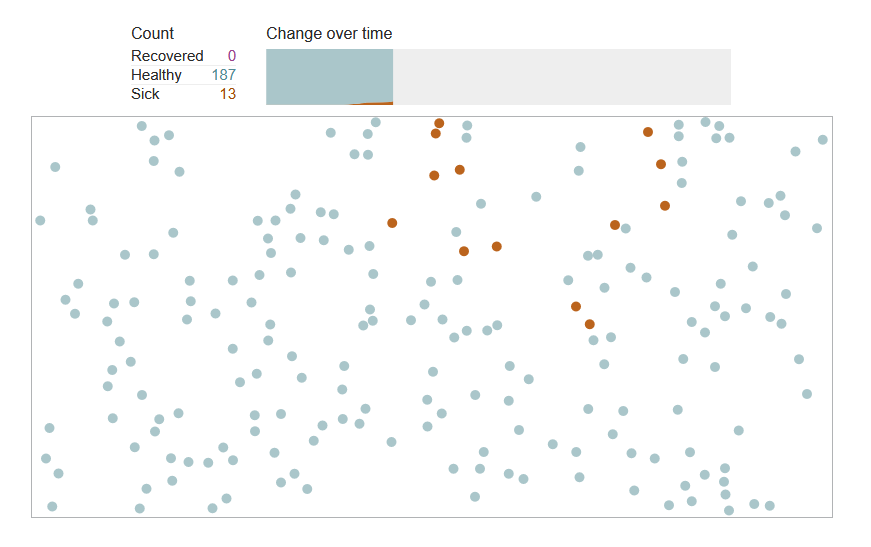 Count
Change over time
Recovered 0
Healthy 187
Sick 13